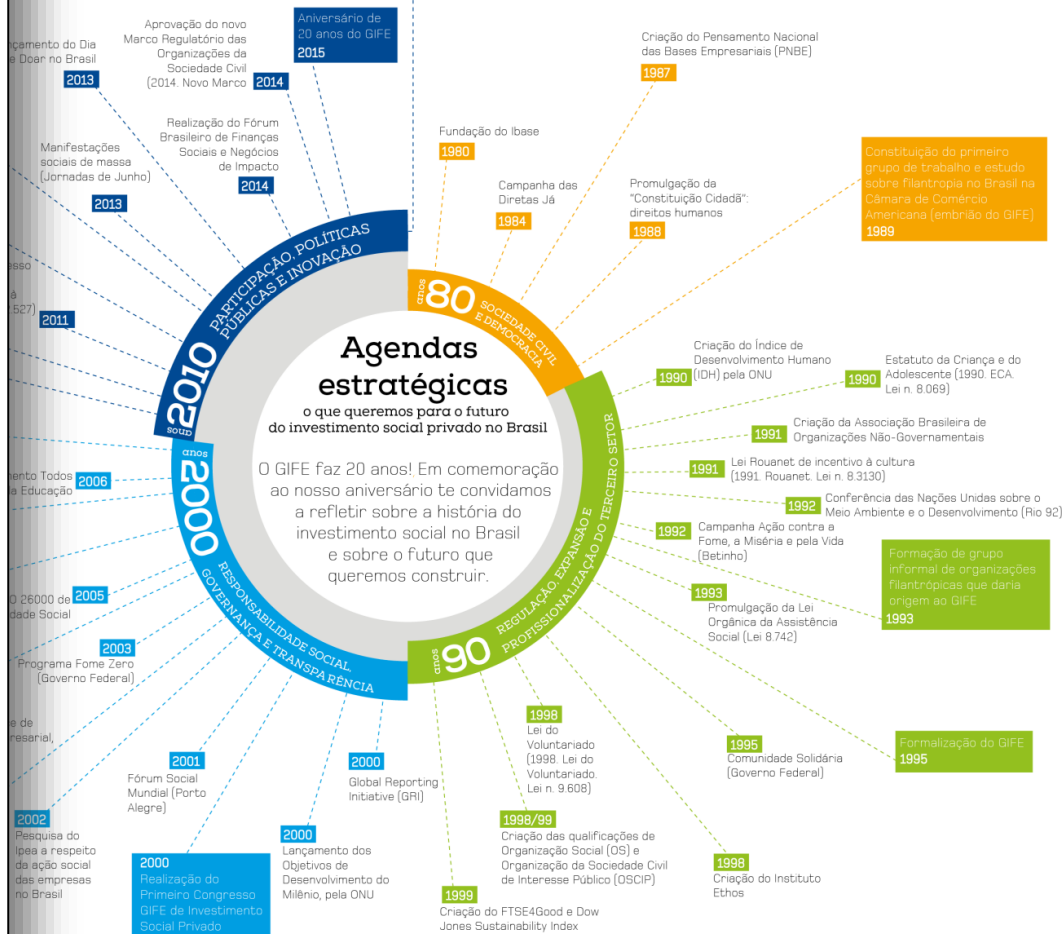 Agendas
estratégicas
o que queremos para o futuro
do investimento social privado no Brasil
O GIFE faz 20 anos! Em comemoração
ao nosso aniversário te convidamos
a refletir sobre a história do
investimento social no Brasil
e sobre o futuro que
queremos construir.
anos 80
SOCIEDADE CIVIL
E DEMOCRACIA
Fundação do Ibase
1980
Campanha das
Diretas Já
1984
Criação do Pensamento Nacional
das Bases Empresariais (PNBE)
1987
Promulgação da
"Constituição Cidadã":
direitos humanos
1988
Constituição do primeiro
grupo de trabalho e estudo
sobre filantropia no Brasil na
Câmara de Comércio
Americana (embrião do GIFE)
1989
anos 90
REGULAÇÃO, EXPANSÃO E
PROFISSIONALIZAÇÃO DO TERCEIRO SETOR
1990
Criação do Índice de
Desenvolvimento Humano
(IDH) pela ONU
1990
Estatuto da Criança e do
Adolescente (1990. ECA.
Lei n. 8.069)
1991
Criação da Associação Brasileira de
Organizações Não-Governamentais
1991
Lei Rouanet de incentivo à cultura
(1991. Rouanet. Lei n. 8.3130)
1992
Conferência das Nações Unidas sobre o
Meio Ambiente e o Desenvolvimento (Rio 92)
1992
Campanha Ação contra a
Fome, a Miséria e pela Vida
(Betinho)
1993
Promulgação da Lei
Orgânica da Assistência
Social (Lei 8.742)
Formação de grupo
informal de organizações
filantrópicas que daria
origem ao GIFE
1993
Formalização do GIFE
1995
1995
Comunidade Solidária
(Governo Federal)
1998
Criação do Instituto
Ethos
1998
Lei do
Voluntariado
(1998. Lei do
Voluntariado.
Lei n. 9.608)
1998/99
Criação das qualificações de
Organização Social (OS) e
Organização da Sociedade Civil
de Interesse Público (OSCIP)
1999
Criação do FTSE4Good e Dow
Jones Sustainability Index
anos 2000
RESPONSABILIDADE SOCIAL,
GOVERNANÇA E TRANSPARÊNCIA
2000
Global Reporting
Initiative (GRI)
2000
Lançamento dos
Objetivos de
Desenvolvimento do
Milênio, pela ONU
2000
Realização do
Primeiro Congresso
GIFE de Investimento
Social Privado
2001
Fórum Social
Mundial (Porto
Alegre)
2002
Pesquisa do
Ipea a respeito
da ação social
das empresas
no Brasil
2003
Programa Fome Zero
(Governo Federal)
2005
26000 de
Social
2006
Todos
Educação
anos 2010
PARTICIPAÇÃO, POLÍTICAS
PÚBLICAS E INOVAÇÃO
2011
Manifestações
sociais de massa
(Jornadas de Junho)
2013
do Dia
Doar no Brasil
2013
Realização do Fórum
Brasileiro de Finanças
Sociais e Negócios
de Impacto
2014
Aprovação do novo
Marco Regulatório das
Organizações da
Sociedade Civil
(2014. Novo Marco
2014
Aniversário de
20 anos do GIFE
2015